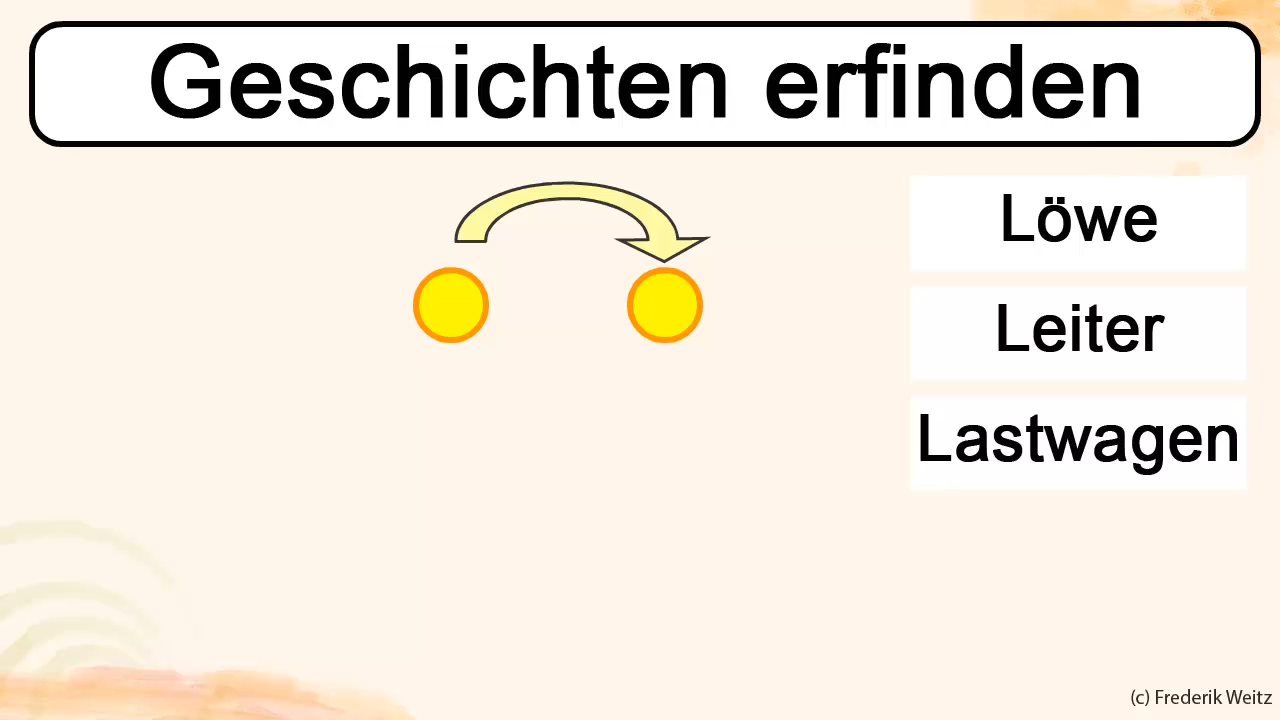 Geschichten erfinden
Löwe
Leiter
Lastwagen
(c) Frederik Weitz